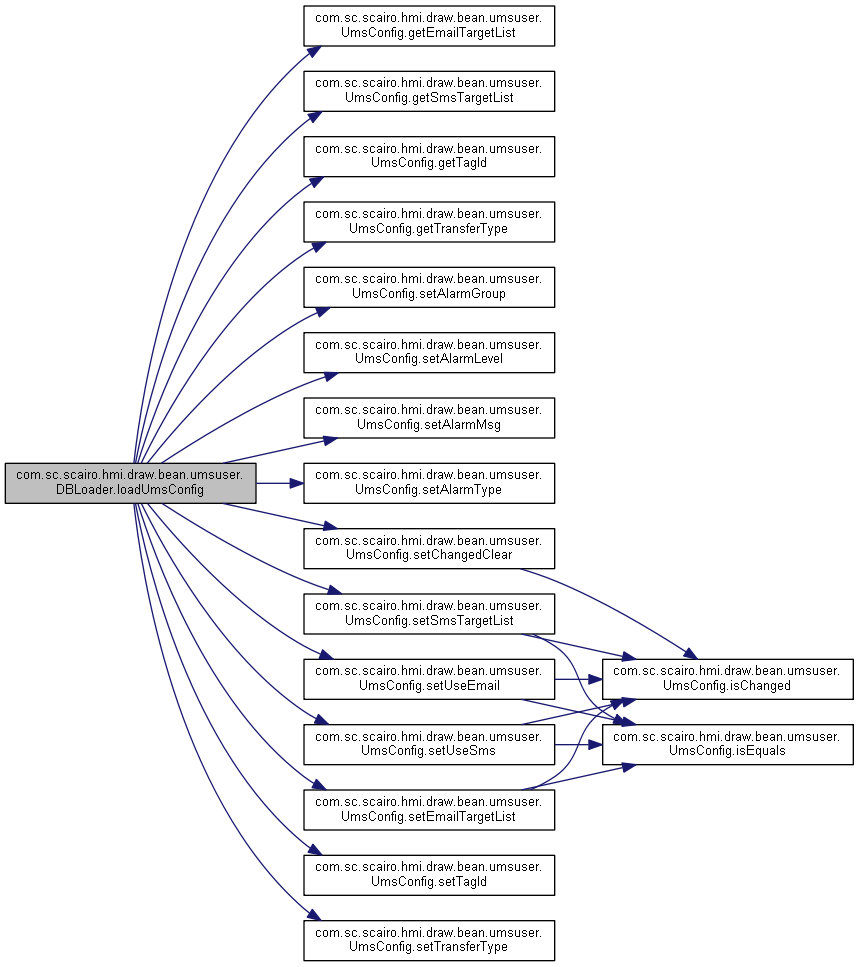 com.sc.scairo.hmi.draw.bean.umsuser.
UmsConfig.getEmailTargetList
com.sc.scairo.hmi.draw.bean.umsuser.
UmsConfig.getSmsTargetList
com.sc.scairo.hmi.draw.bean.umsuser.
UmsConfig.getTagId
com.sc.scairo.hmi.draw.bean.umsuser.
UmsConfig.getTransferType
com.sc.scairo.hmi.draw.bean.umsuser.
UmsConfig.setAlarmGroup
com.sc.scairo.hmi.draw.bean.umsuser.
UmsConfig.setAlarmLevel
com.sc.scairo.hmi.draw.bean.umsuser.
UmsConfig.setAlarmMsg
com.sc.scairo.hmi.draw.bean.umsuser.
DBLoader.loadUmsConfig
com.sc.scairo.hmi.draw.bean.umsuser.
UmsConfig.setAlarmType
com.sc.scairo.hmi.draw.bean.umsuser.
UmsConfig.setChangedClear
com.sc.scairo.hmi.draw.bean.umsuser.
UmsConfig.setSmsTargetList
com.sc.scairo.hmi.draw.bean.umsuser.
UmsConfig.setUseEmail
com.sc.scairo.hmi.draw.bean.umsuser.
UmsConfig.isChanged
com.sc.scairo.hmi.draw.bean.umsuser.
UmsConfig.setUseSms
com.sc.scairo.hmi.draw.bean.umsuser.
UmsConfig.isEquals
com.sc.scairo.hmi.draw.bean.umsuser.
UmsConfig.setEmailTargetList
com.sc.scairo.hmi.draw.bean.umsuser.
UmsConfig.setTagId
com.sc.scairo.hmi.draw.bean.umsuser.
UmsConfig.setTransferType